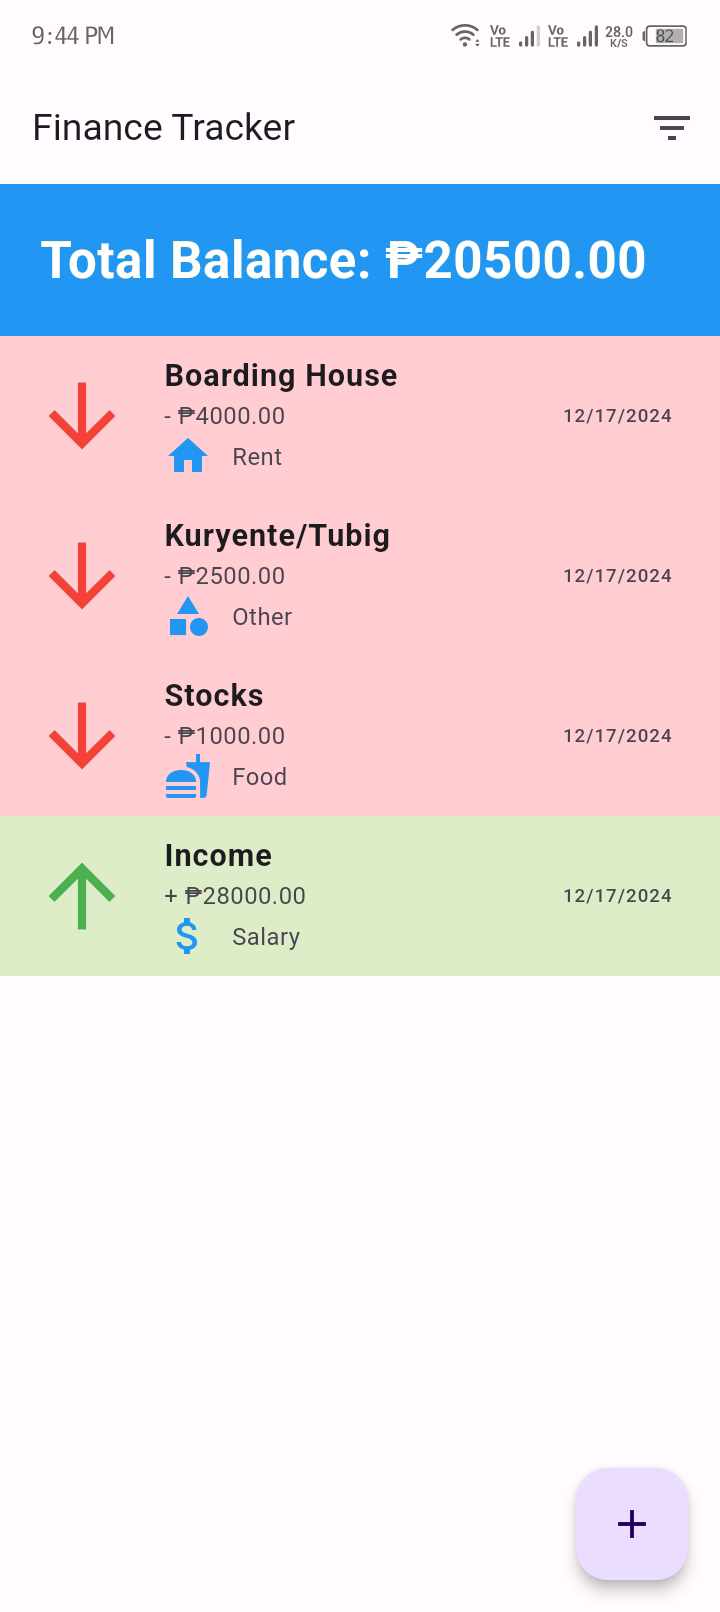 9:44 PM Vo LTE Vo LTE 28.0 K/S 82
Finance Tracker
Total Balance: ₱20500.00
Boarding House
- ₱4000.00 12/17/2024
Rent
Kuryente/Tubig
- ₱2500.00 12/17/2024
Other
Stocks
- ₱1000.00 12/17/2024
Food
Income
+ ₱28000.00 12/17/2024
Salary